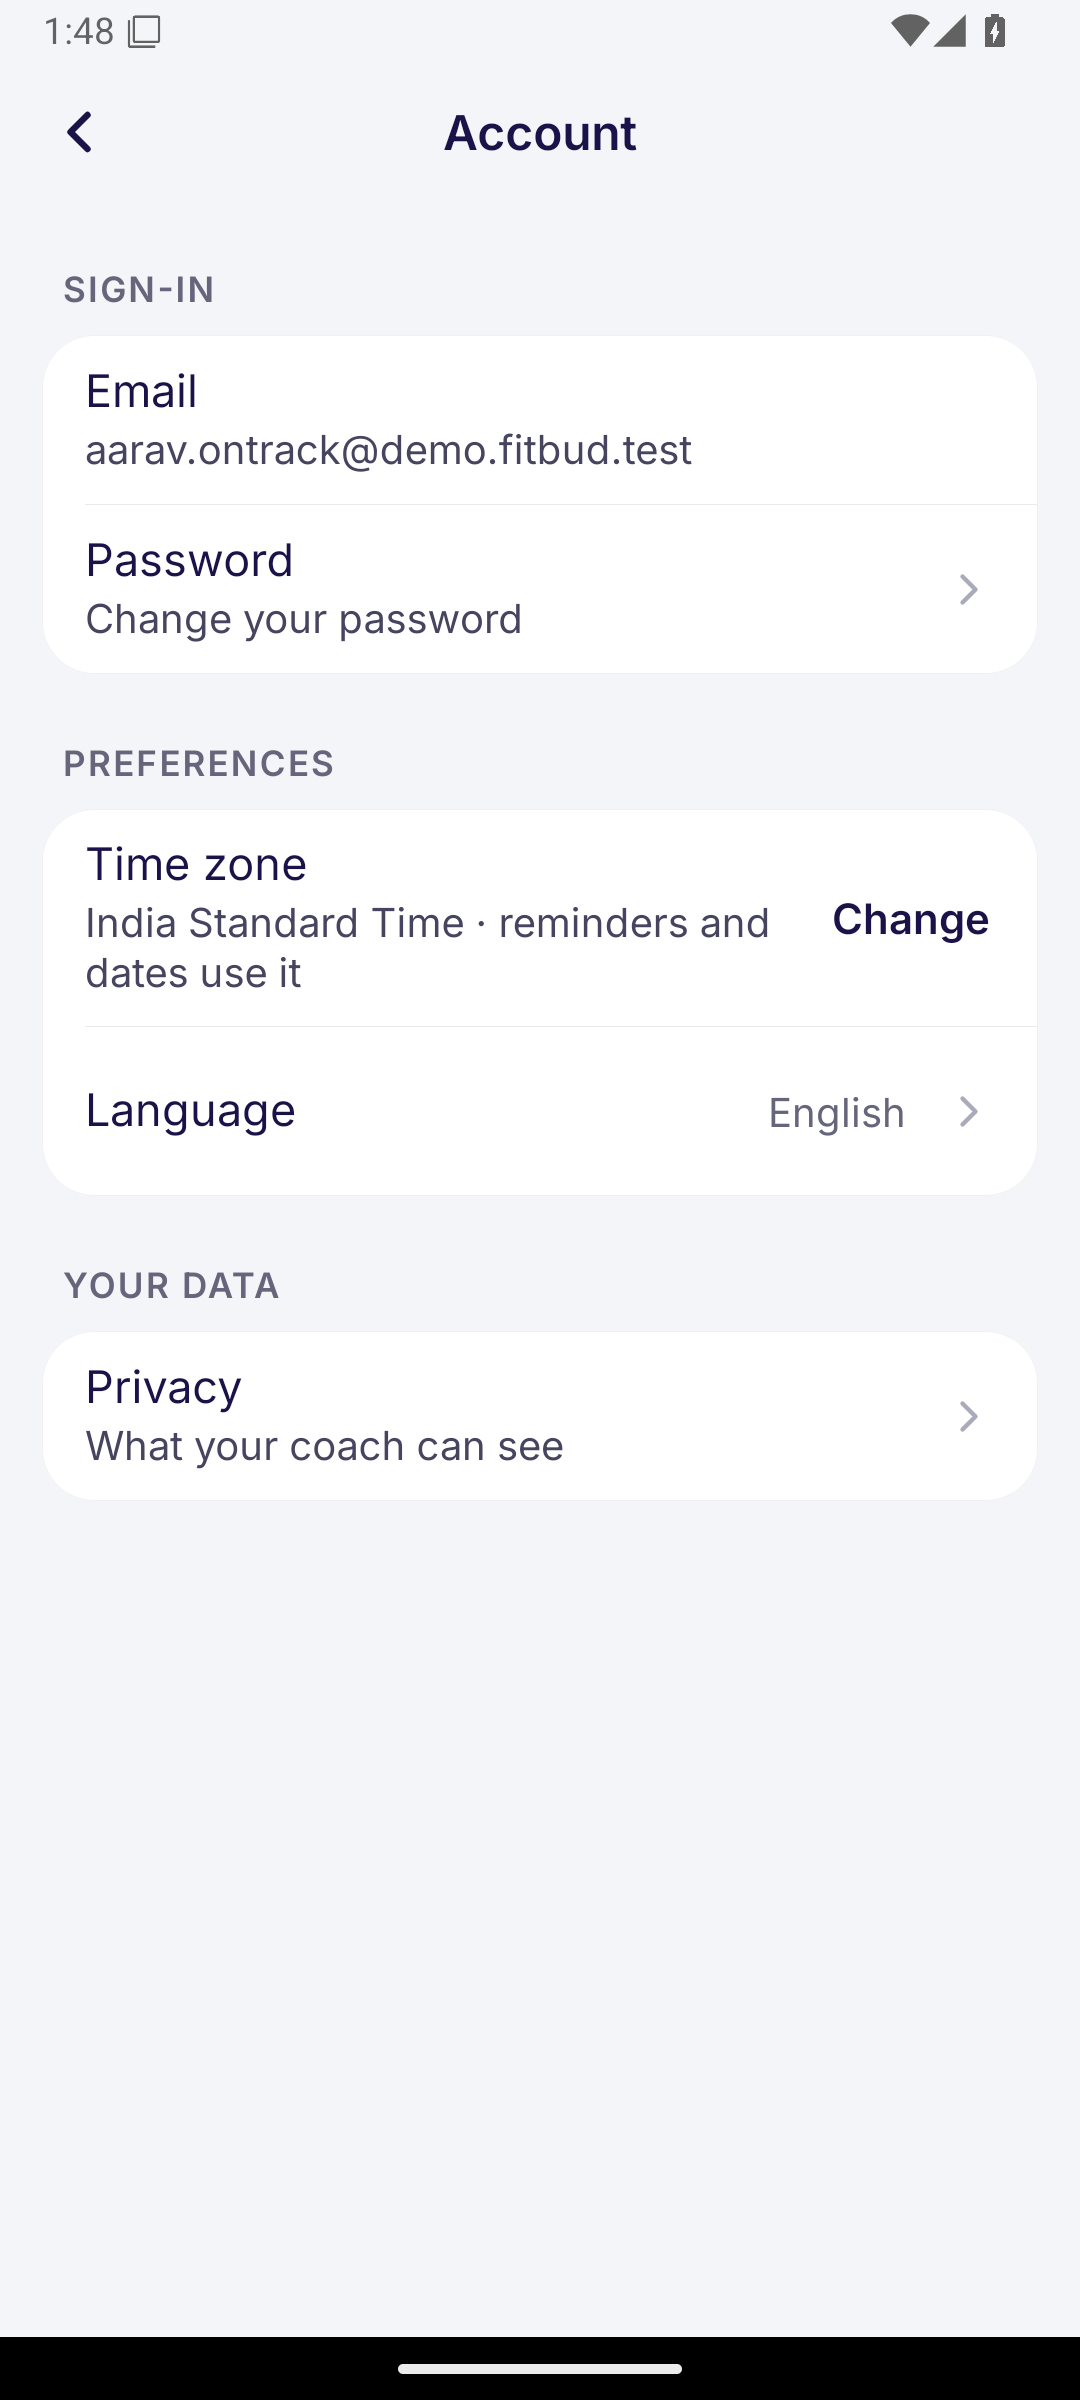 1:48
Account
SIGN-IN
Email
aarav.ontrack@demo.fitbud.test
Password
Change your password
PREFERENCES
Time zone
India Standard Time · reminders and
dates use it
Change
Language
English
YOUR DATA
Privacy
What your coach can see